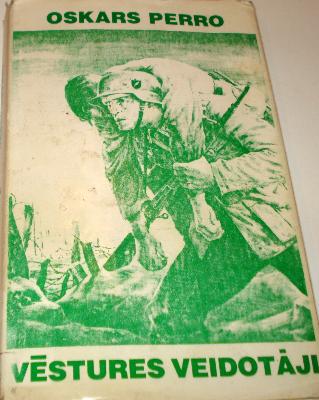 OSKARS PERRO
VĒSTURES VEIDOTĀJI